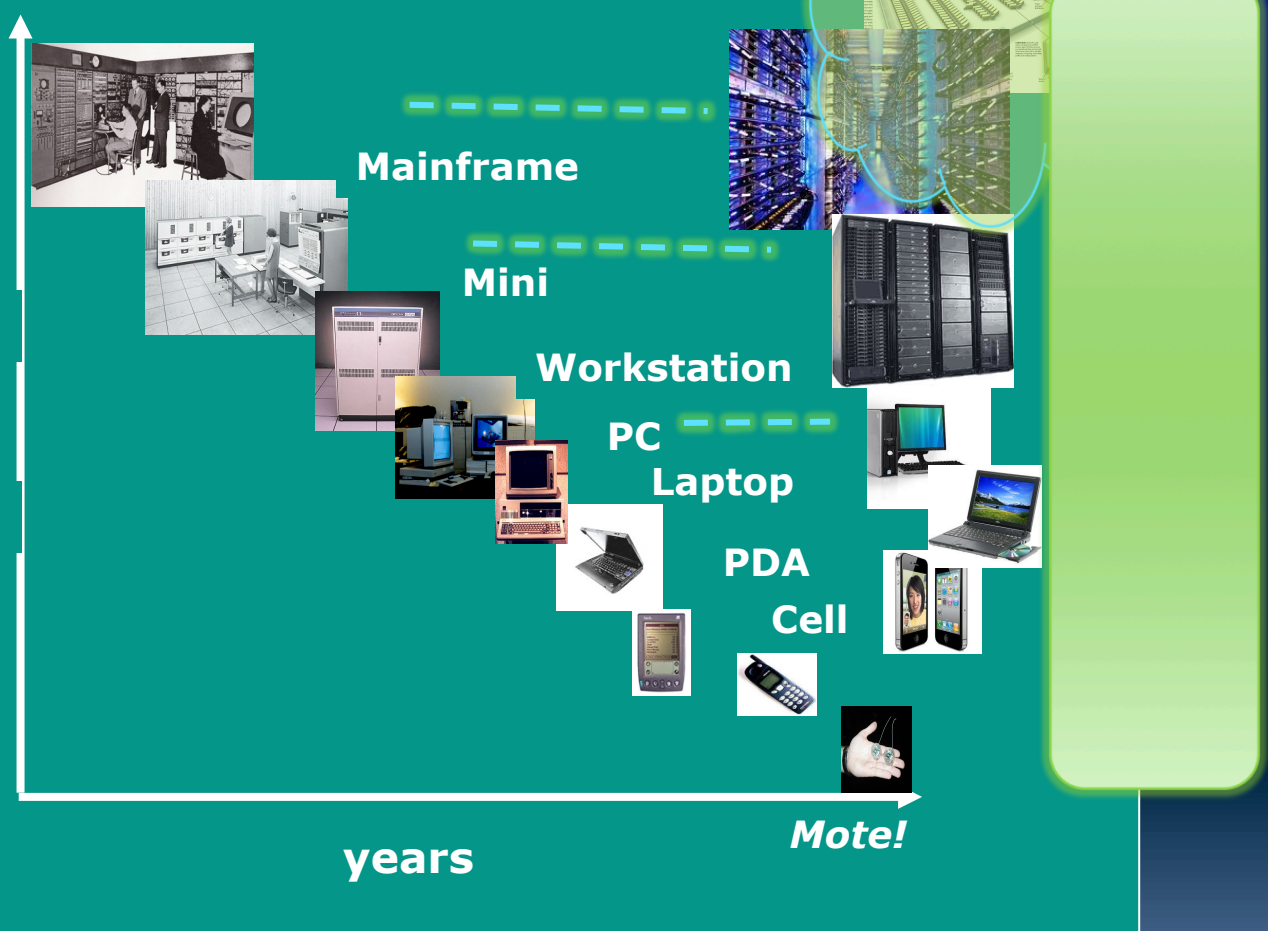 Mainframe
Mini
Workstation
PC
Laptop
PDA
Cell
Mote!
years